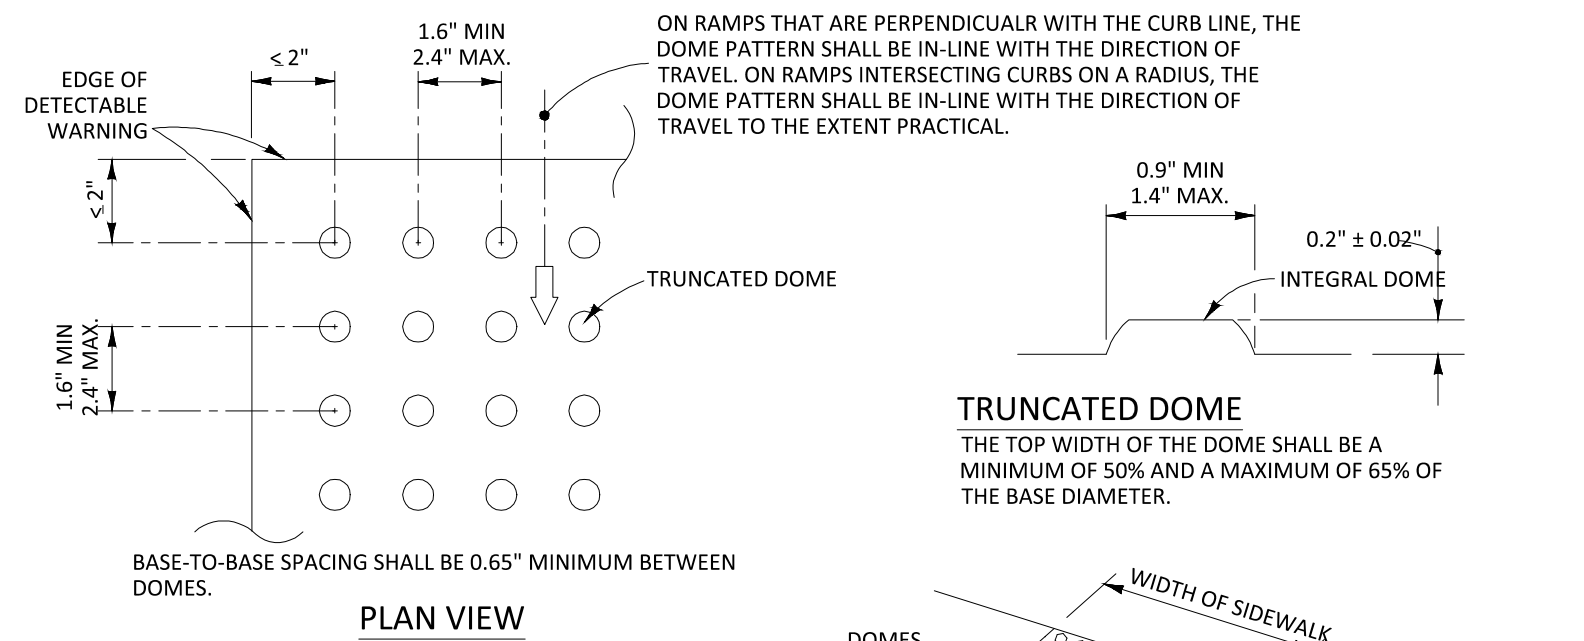 ON RAMPS THAT ARE PERPENDICUALR WITH THE CURB LINE, THE
DOME PATTERN SHALL BE IN-LINE WITH THE DIRECTION OF
TRAVEL. ON RAMPS INTERSECTING CURBS ON A RADIUS, THE
DOME PATTERN SHALL BE IN-LINE WITH THE DIRECTION OF
TRAVEL TO THE EXTENT PRACTICAL.
1.6" MIN
2.4" MAX.
≤ 2"
EDGE OF
DETECTABLE
WARNING
≤ 2"
TRUNCATED DOME
1.6" MIN
2.4" MAX.
BASE-TO-BASE SPACING SHALL BE 0.65" MINIMUM BETWEEN
DOMES.
PLAN VIEW
0.9" MIN
1.4" MAX.
0.2" ± 0.02"
INTEGRAL DOME
TRUNCATED DOME
THE TOP WIDTH OF THE DOME SHALL BE A
MINIMUM OF 50% AND A MAXIMUM OF 65% OF
THE BASE DIAMETER.
WIDTH OF SIDEWALK
DOMES